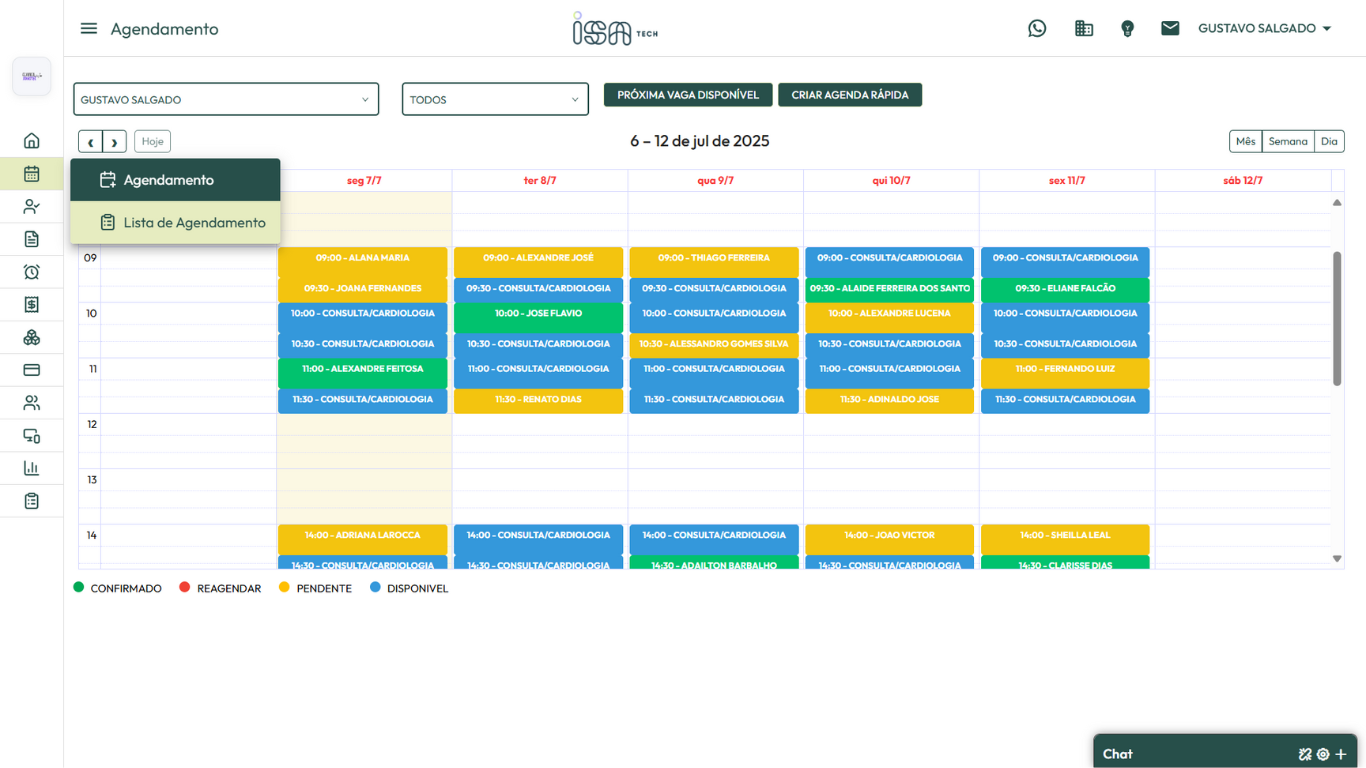 Agendamento
iSA TECH
GUSTAVO SALGADO
GUSTAVO SALGADO
TODOS
PRÓXIMA VAGA DISPONÍVEL
CRIAR AGENDA RÁPIDA
Hoje
6 – 12 de jul de 2025
Mês Semana Dia
Agendamento
Lista de Agendamento
seg 7/7 ter 8/7 qua 9/7 qui 10/7 sex 11/7 sáb 12/7
09 09:00 - ALANA MARIA 09:00 - ALEXANDRE JOSÉ 09:00 - THIAGO FERREIRA 09:00 - CONSULTA/CARDIOLOGIA 09:00 - CONSULTA/CARDIOLOGIA
09:30 - JOANA FERNANDES 09:30 - CONSULTA/CARDIOLOGIA 09:30 - CONSULTA/CARDIOLOGIA 09:30 - ALAIDE FERREIRA DOS SANTO 09:30 - ELIANE FALCÃO
10 10:00 - CONSULTA/CARDIOLOGIA 10:00 - JOSE FLAVIO 10:00 - CONSULTA/CARDIOLOGIA 10:00 - ALEXANDRE LUCENA 10:00 - CONSULTA/CARDIOLOGIA
10:30 - CONSULTA/CARDIOLOGIA 10:30 - CONSULTA/CARDIOLOGIA 10:30 - ALESSANDRO GOMES SILVA 10:30 - CONSULTA/CARDIOLOGIA 10:30 - CONSULTA/CARDIOLOGIA
11 11:00 - ALEXANDRE FEITOSA 11:00 - CONSULTA/CARDIOLOGIA 11:00 - CONSULTA/CARDIOLOGIA 11:00 - CONSULTA/CARDIOLOGIA 11:00 - FERNANDO LUIZ
11:30 - CONSULTA/CARDIOLOGIA 11:30 - RENATO DIAS 11:30 - CONSULTA/CARDIOLOGIA 11:30 - ADINALDO JOSE 11:30 - CONSULTA/CARDIOLOGIA
12
13
14 14:00 - ADRIANA LAROCCA 14:00 - CONSULTA/CARDIOLOGIA 14:00 - CONSULTA/CARDIOLOGIA 14:00 - JOAO VICTOR 14:00 - SHEILLA LEAL
14:30 - CONSULTA/CARDIOLOGIA 14:30 - CONSULTA/CARDIOLOGIA 14:30 - ADAILTON BARBALHO 14:30 - CONSULTA/CARDIOLOGIA 14:30 - CLARISSE DIAS
CONFIRMADO REAGENDAR PENDENTE DISPONIVEL
Chat